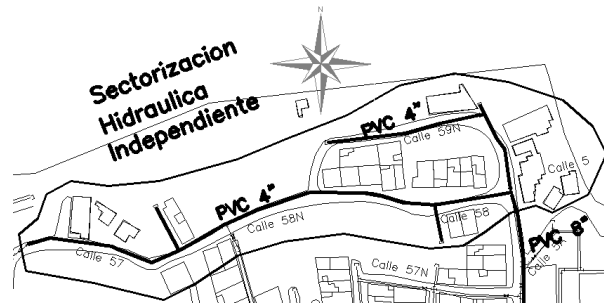 N
Sectorizacion
Hidraulica
Independiente
PVC 4"
Calle 59N
Calle 5
PVC 4"
Calle 58N
Calle 58
Calle 57
Calle 57N
PVC 8"